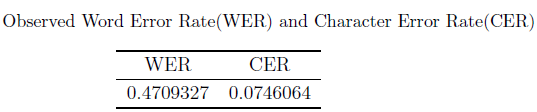 Observed Word Error Rate(WER) and Character Error Rate(CER)
WER CER
0.4709327 0.0746064